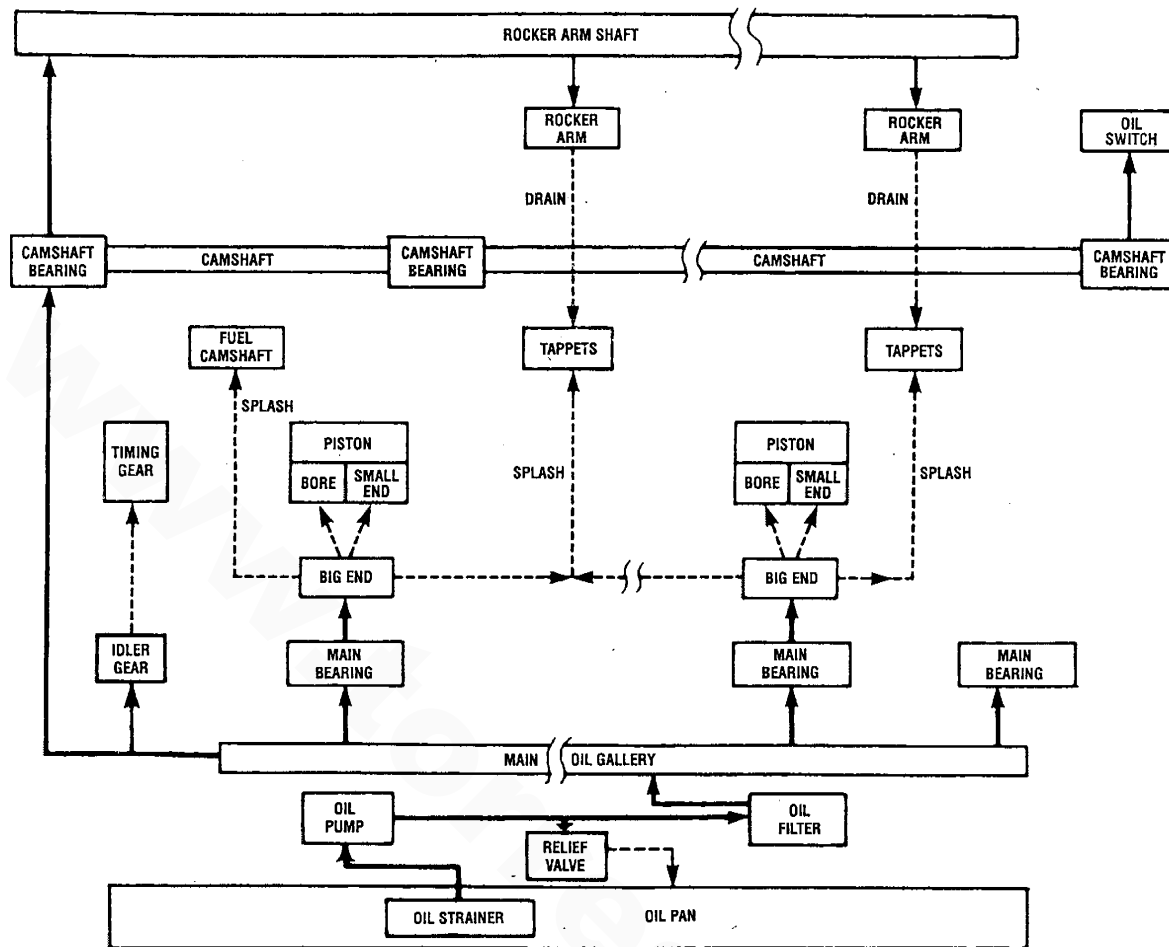 ROCKER ARM SHAFT
ROCKER
ARM
ROCKER
ARM
OIL
SWITCH
DRAIN
DRAIN
CAMSHAFT
BEARING
CAMSHAFT
CAMSHAFT
BEARING
CAMSHAFT
CAMSHAFT
BEARING
FUEL
CAMSHAFT
TAPPETS
TAPPETS
SPLASH
TIMING
GEAR
PISTON
BORE
SMALL
END
SPLASH
PISTON
BORE
SMALL
END
SPLASH
BIG END
BIG END
IDLER
GEAR
MAIN
BEARING
MAIN
BEARING
MAIN
BEARING
MAIN OIL GALLERY
OIL
PUMP
OIL
FILTER
RELIEF
VALVE
OIL STRAINER
OIL PAN